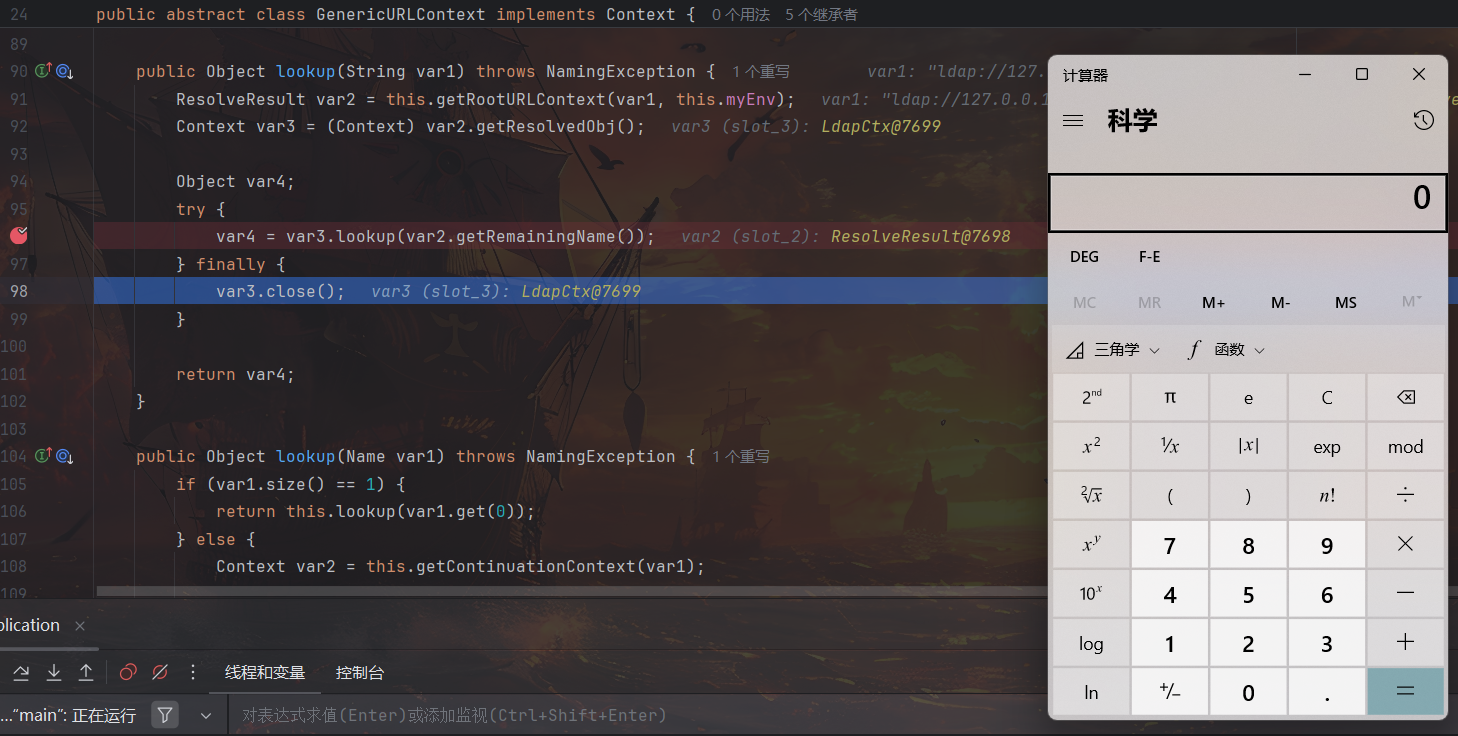 24 public abstract class GenericURLContext implements Context { 0 个用法 5 个继承者
89
90 public Object lookup(String var1) throws NamingException { 1 个重写 var1: "ldap://127.
91 ResolveResult var2 = this.getRootURLContext(var1, this.myEnv); var1: "ldap://127.0.0.1
92 Context var3 = (Context) var2.getResolvedObj(); var3 (slot_3): LdapCtx@7699
93
94 Object var4;
95 try {
var4 = var3.lookup(var2.getRemainingName()); var2 (slot_2): ResolveResult@7698
97 } finally {
98 var3.close(); var3 (slot_3): LdapCtx@7699
99 }
100
101 return var4;
102 }
103
104 public Object lookup(Name var1) throws NamingException { 1 个重写
105 if (var1.size() == 1) {
106 return this.lookup(var1.get(0));
107 } else {
108 Context var2 = this.getContinuationContext(var1);
109
plication ×
线程和变量 控制台
..."main": 正在运行 对表达式求值(Enter)或添加监视(Ctrl+Shift+Enter)
计算器
科学
0
DEG F-E
MC MR M+ M- MS M˅
三角学 f 函数
2ⁿᵈ π e C
x² ¹/x |x| exp mod
²√x ( ) n! ÷
xʸ 7 8 9 ×
10ˣ 4 5 6 −
log 1 2 3 +
ln +/− 0 . =